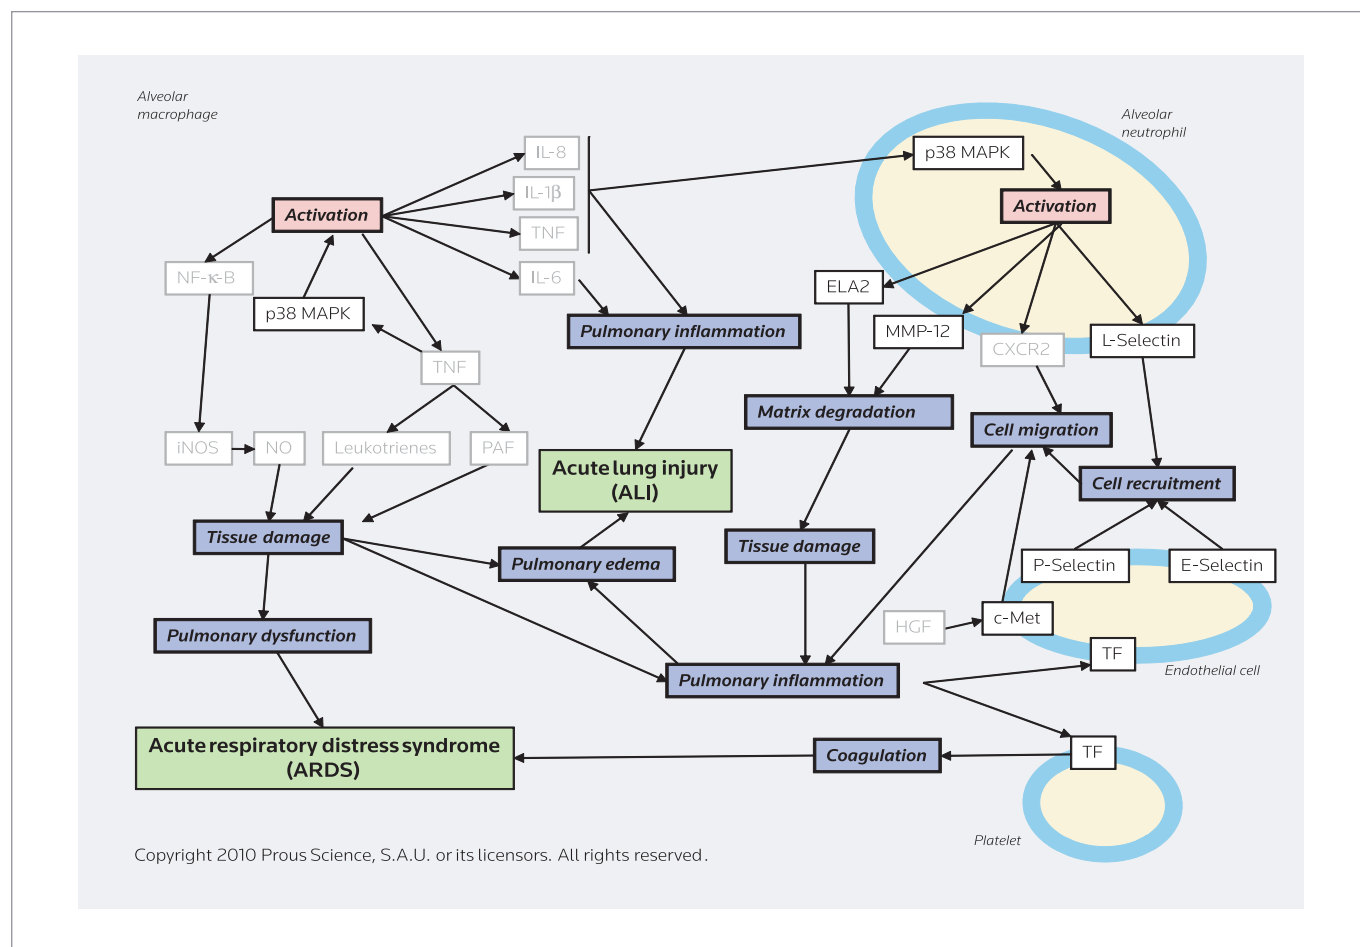 Alveolar
macrophage
Alveolar
neutrophil
IL-8
p38 MAPK
IL-1β
Activation
Activation
TNF
NF-κ-B
IL-6
ELA2
p38 MAPK
Pulmonary inflammation
MMP-12
CXCR2
L-Selectin
TNF
Matrix degradation
Cell migration
iNOS
NO
Leukotrienes
PAF
Acute lung injury
(ALI)
Cell recruitment
Tissue damage
Tissue damage
Pulmonary edema
P-Selectin
E-Selectin
HGF
c-Met
Pulmonary dysfunction
TF
Endothelial cell
Pulmonary inflammation
Acute respiratory distress syndrome
(ARDS)
Coagulation
TF
Platelet
Copyright 2010 Prous Science, S.A.U. or its licensors. All rights reserved.